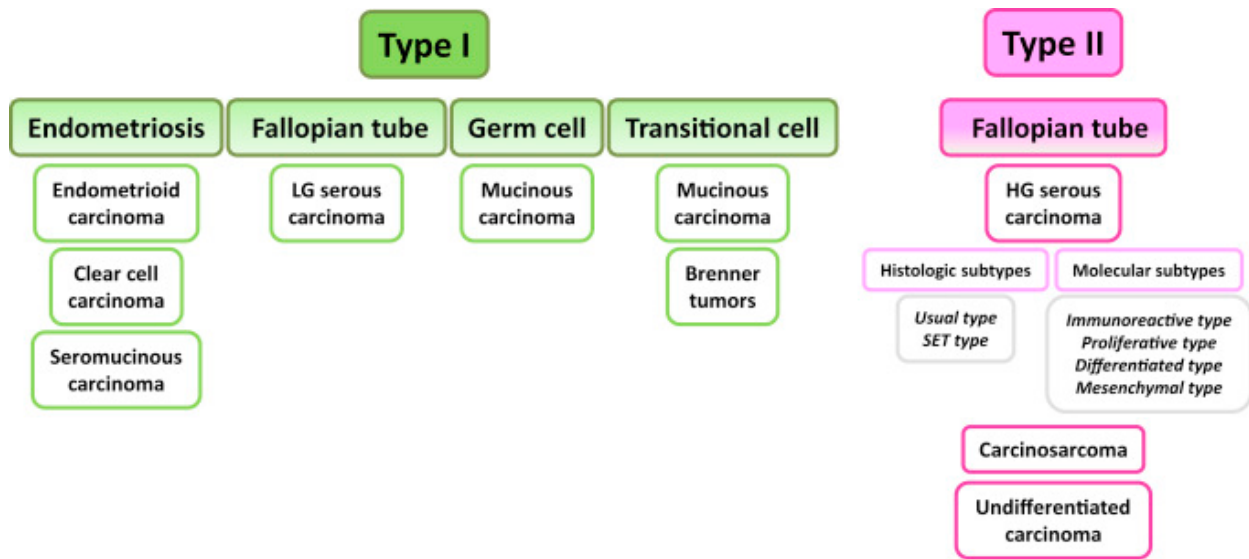 Type I
Endometriosis
Endometrioid
carcinoma
Clear cell
carcinoma
Seromucinous
carcinoma
Fallopian tube
LG serous
carcinoma
Germ cell
Mucinous
carcinoma
Transitional cell
Mucinous
carcinoma
Brenner
tumors
Type II
Fallopian tube
HG serous
carcinoma
Histologic subtypes
Usual type
SET type
Molecular subtypes
Immunoreactive type
Proliferative type
Differentiated type
Mesenchymal type
Carcinosarcoma
Undifferentiated
carcinoma